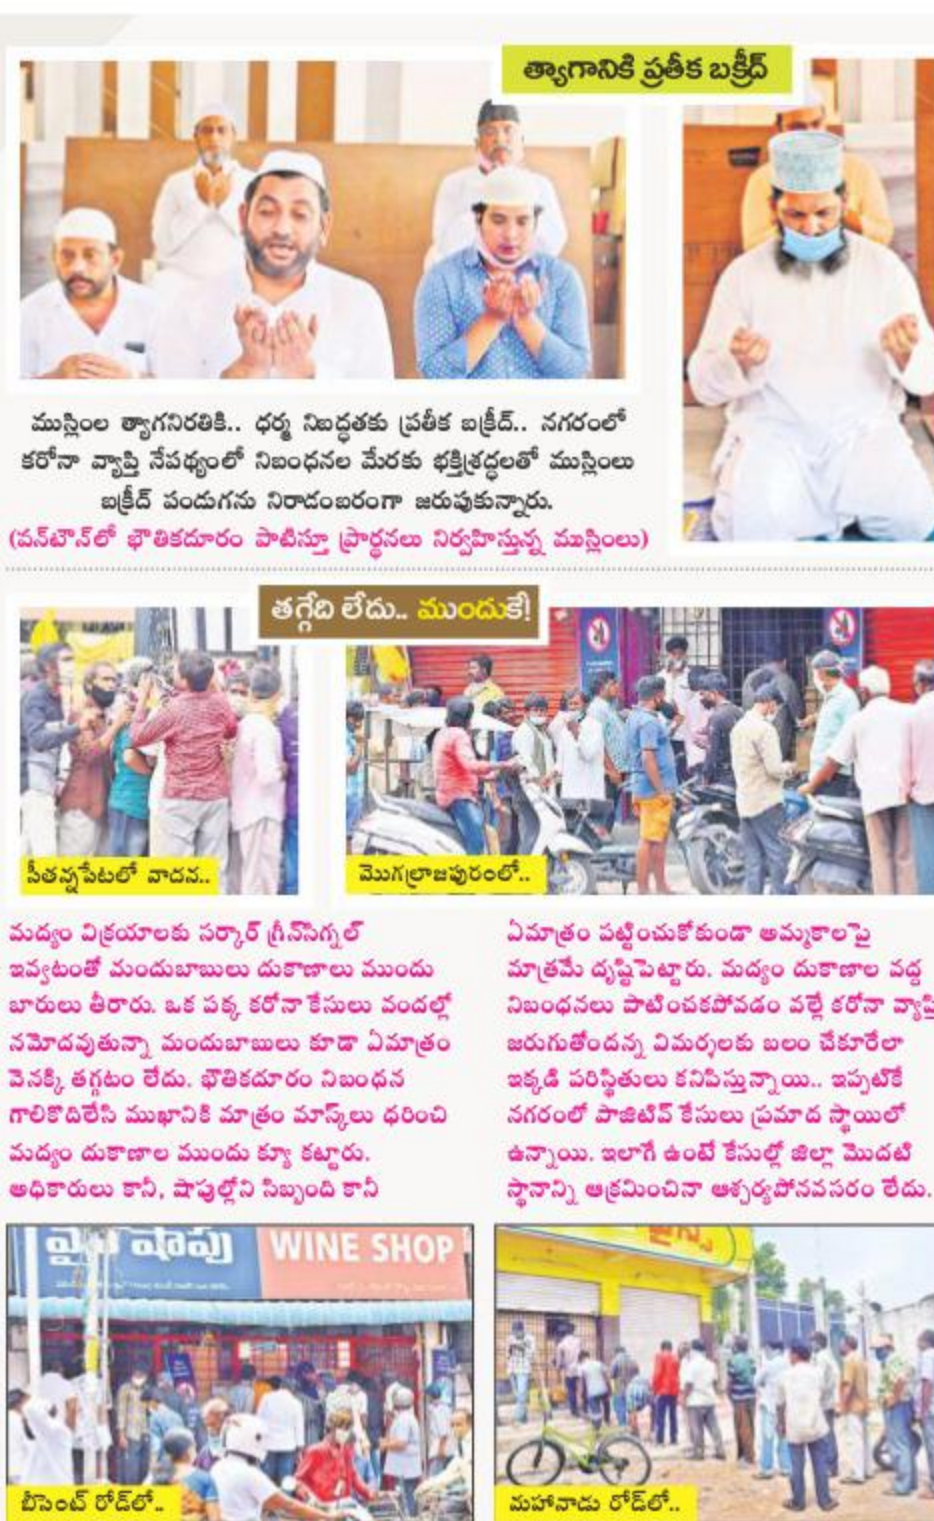 త్యాగానికి ప్రతీక బక్రీద్
ముస్లింల త్యాగనిరతికి.. ధర్మ నిబద్ధతకు ప్రతీక బక్రీద్.. నగరంలో
కరోనా వ్యాప్తి నేపథ్యంలో నిబంధనల మేరకు భక్తిశ్రద్ధలతో ముస్లింలు
బక్రీద్ పండుగను నిరాడంబరంగా జరుపుకున్నారు.
(వన్‌టౌన్‌లో భౌతికదూరం పాటిస్తూ ప్రార్థనలు నిర్వహిస్తున్న ముస్లింలు)
తగ్గేది లేదు.. ముందుకే!
సీతన్నపేటలో వాదన..
మొగల్రాజపురంలో..
మద్యం విక్రయాలకు సర్కార్ గ్రీన్‌సిగ్నల్
ఇవ్వటంతో మందుబాబులు దుకాణాలు ముందు
బారులు తీరారు. ఒక పక్క కరోనా కేసులు వందల్లో
నమోదవుతున్నా మందుబాబులు కూడా ఏమాత్రం
వెనక్కి తగ్గటం లేదు. భౌతికదూరం నిబంధన
గాలికొదిలేసి ముఖానికి మాత్రం మాస్క్‌లు ధరించి
మద్యం దుకాణాల ముందు క్యూ కట్టారు.
అధికారులు కానీ, షాపుల్లోని సిబ్బంది కానీ
ఏమాత్రం పట్టించుకోకుండా అమ్మకాలపై
మాత్రమే దృష్టిపెట్టారు. మద్యం దుకాణాల వద్ద
నిబంధనలు పాటించకపోవడం వల్లే కరోనా వ్యాప్తి
జరుగుతోందన్న విమర్శలకు బలం చేకూరేలా
ఇక్కడి పరిస్థితులు కనిపిస్తున్నాయి.. ఇప్పటికే
నగరంలో పాజిటివ్ కేసులు ప్రమాద స్థాయిలో
ఉన్నాయి. ఇలాగే ఉంటే కేసుల్లో జిల్లా మొదటి
స్థానాన్ని ఆక్రమించినా ఆశ్చర్యపోనవసరం లేదు.
వైన్ షాపు WINE SHOP
బీసెంట్ రోడ్‌లో..
మహానాడు రోడ్‌లో..